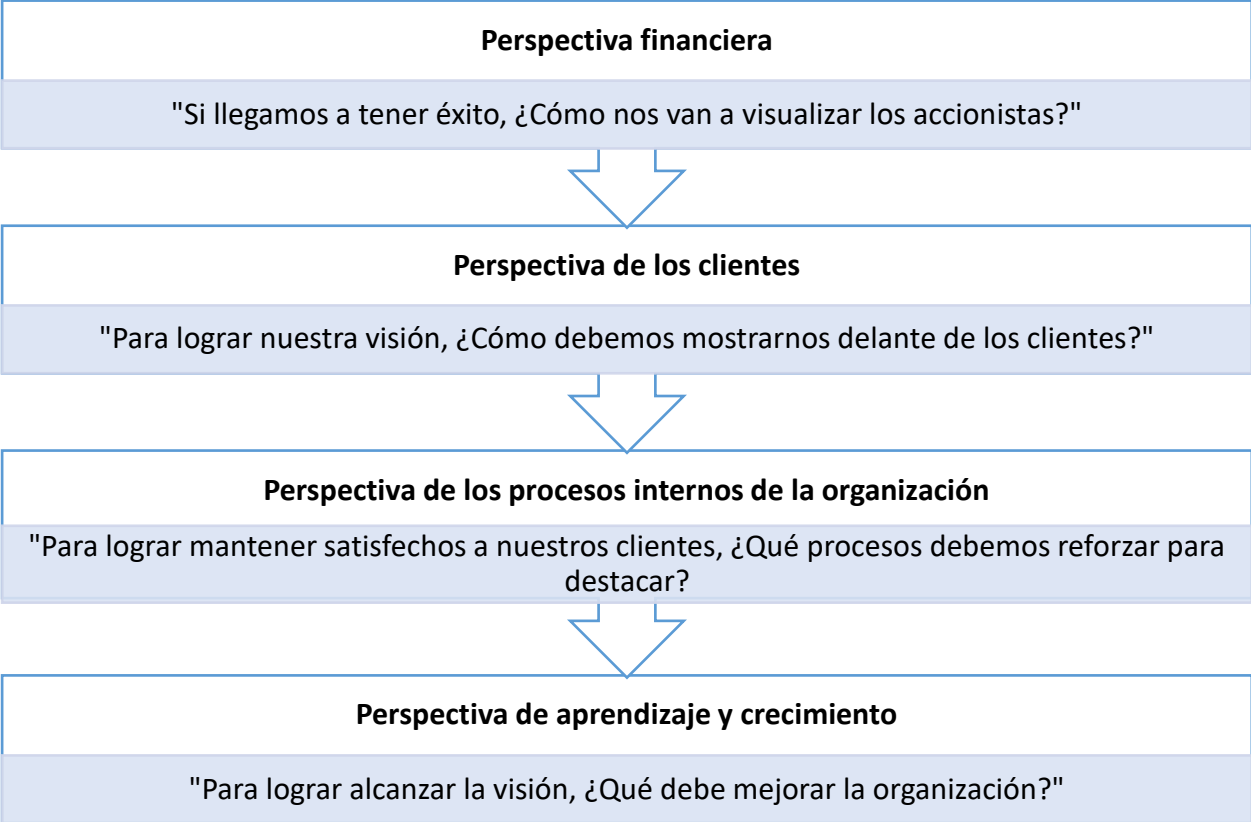 Perspectiva financiera
"Si llegamos a tener éxito, ¿Cómo nos van a visualizar los accionistas?"
Perspectiva de los clientes
"Para lograr nuestra visión, ¿Cómo debemos mostrarnos delante de los clientes?"
Perspectiva de los procesos internos de la organización
"Para lograr mantener satisfechos a nuestros clientes, ¿Qué procesos debemos reforzar para
destacar?
Perspectiva de aprendizaje y crecimiento
"Para lograr alcanzar la visión, ¿Qué debe mejorar la organización?"